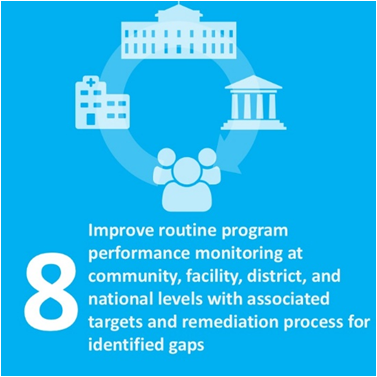 8
Improve routine program
performance monitoring at
community, facility, district, and
national levels with associated
targets and remediation process for
identified gaps